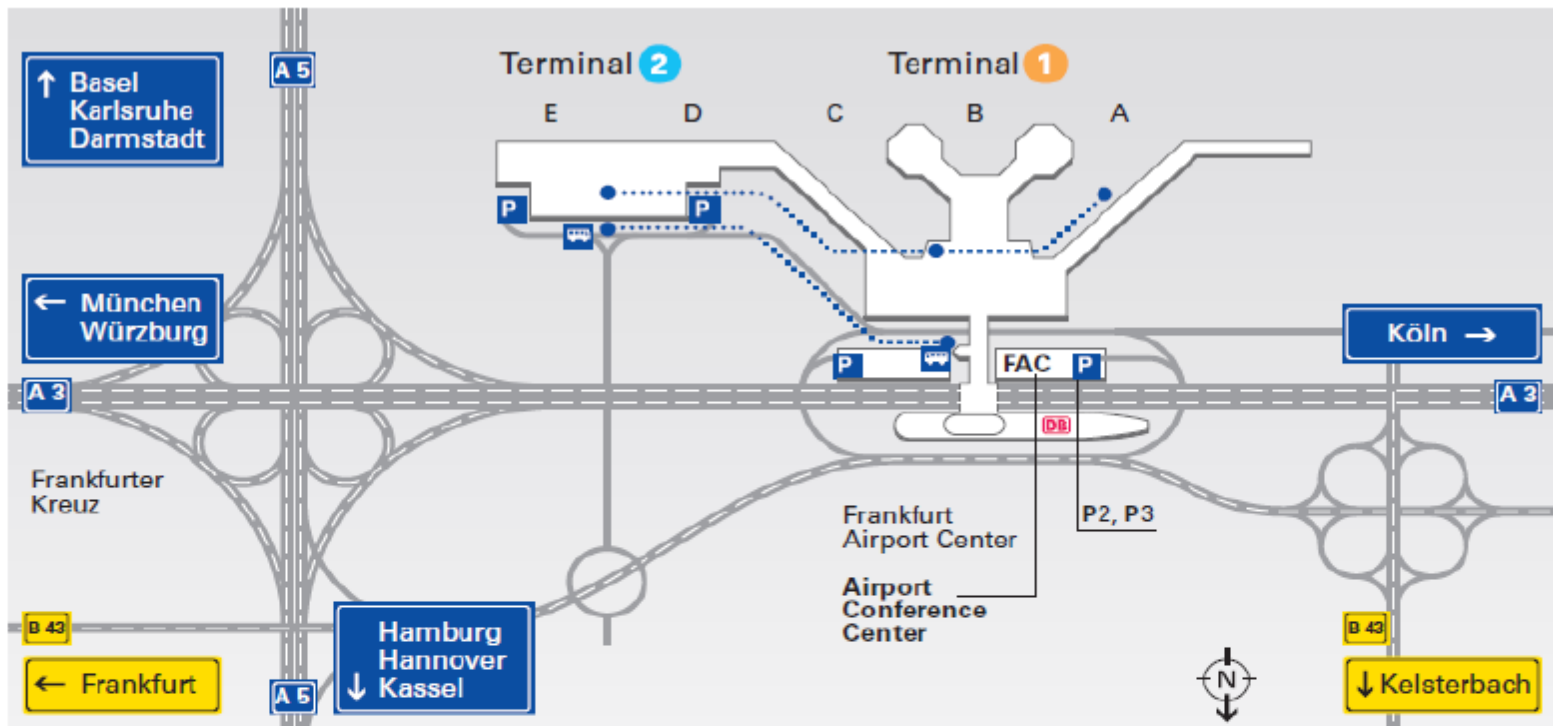 A 5
Terminal 2
Terminal 1
↑ Basel
Karlsruhe
Darmstadt
E
D
C
B
A
P
P
← München
Würzburg
Köln →
P
FAC
P
A 3
A 3
DB
Frankfurter
Kreuz
Frankfurt
Airport Center
P2, P3
Airport
Conference
Center
B 43
B 43
Hamburg
Hannover
↓ Kassel
N
← Frankfurt
A 5
↓ Kelsterbach